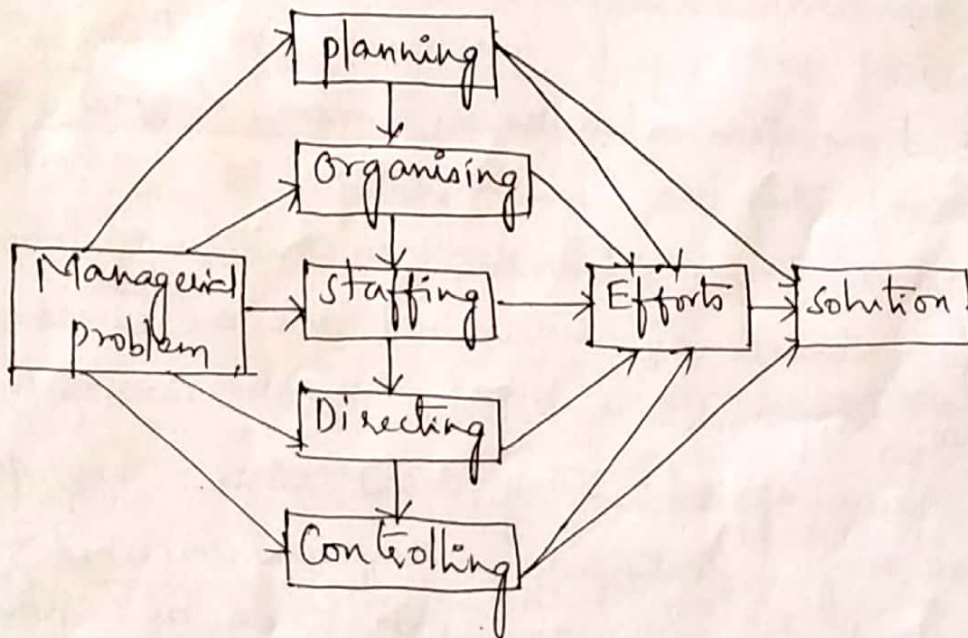 planning
Organising
Managerial
problem
staffing
Efforts
solution
Directing
Controlling